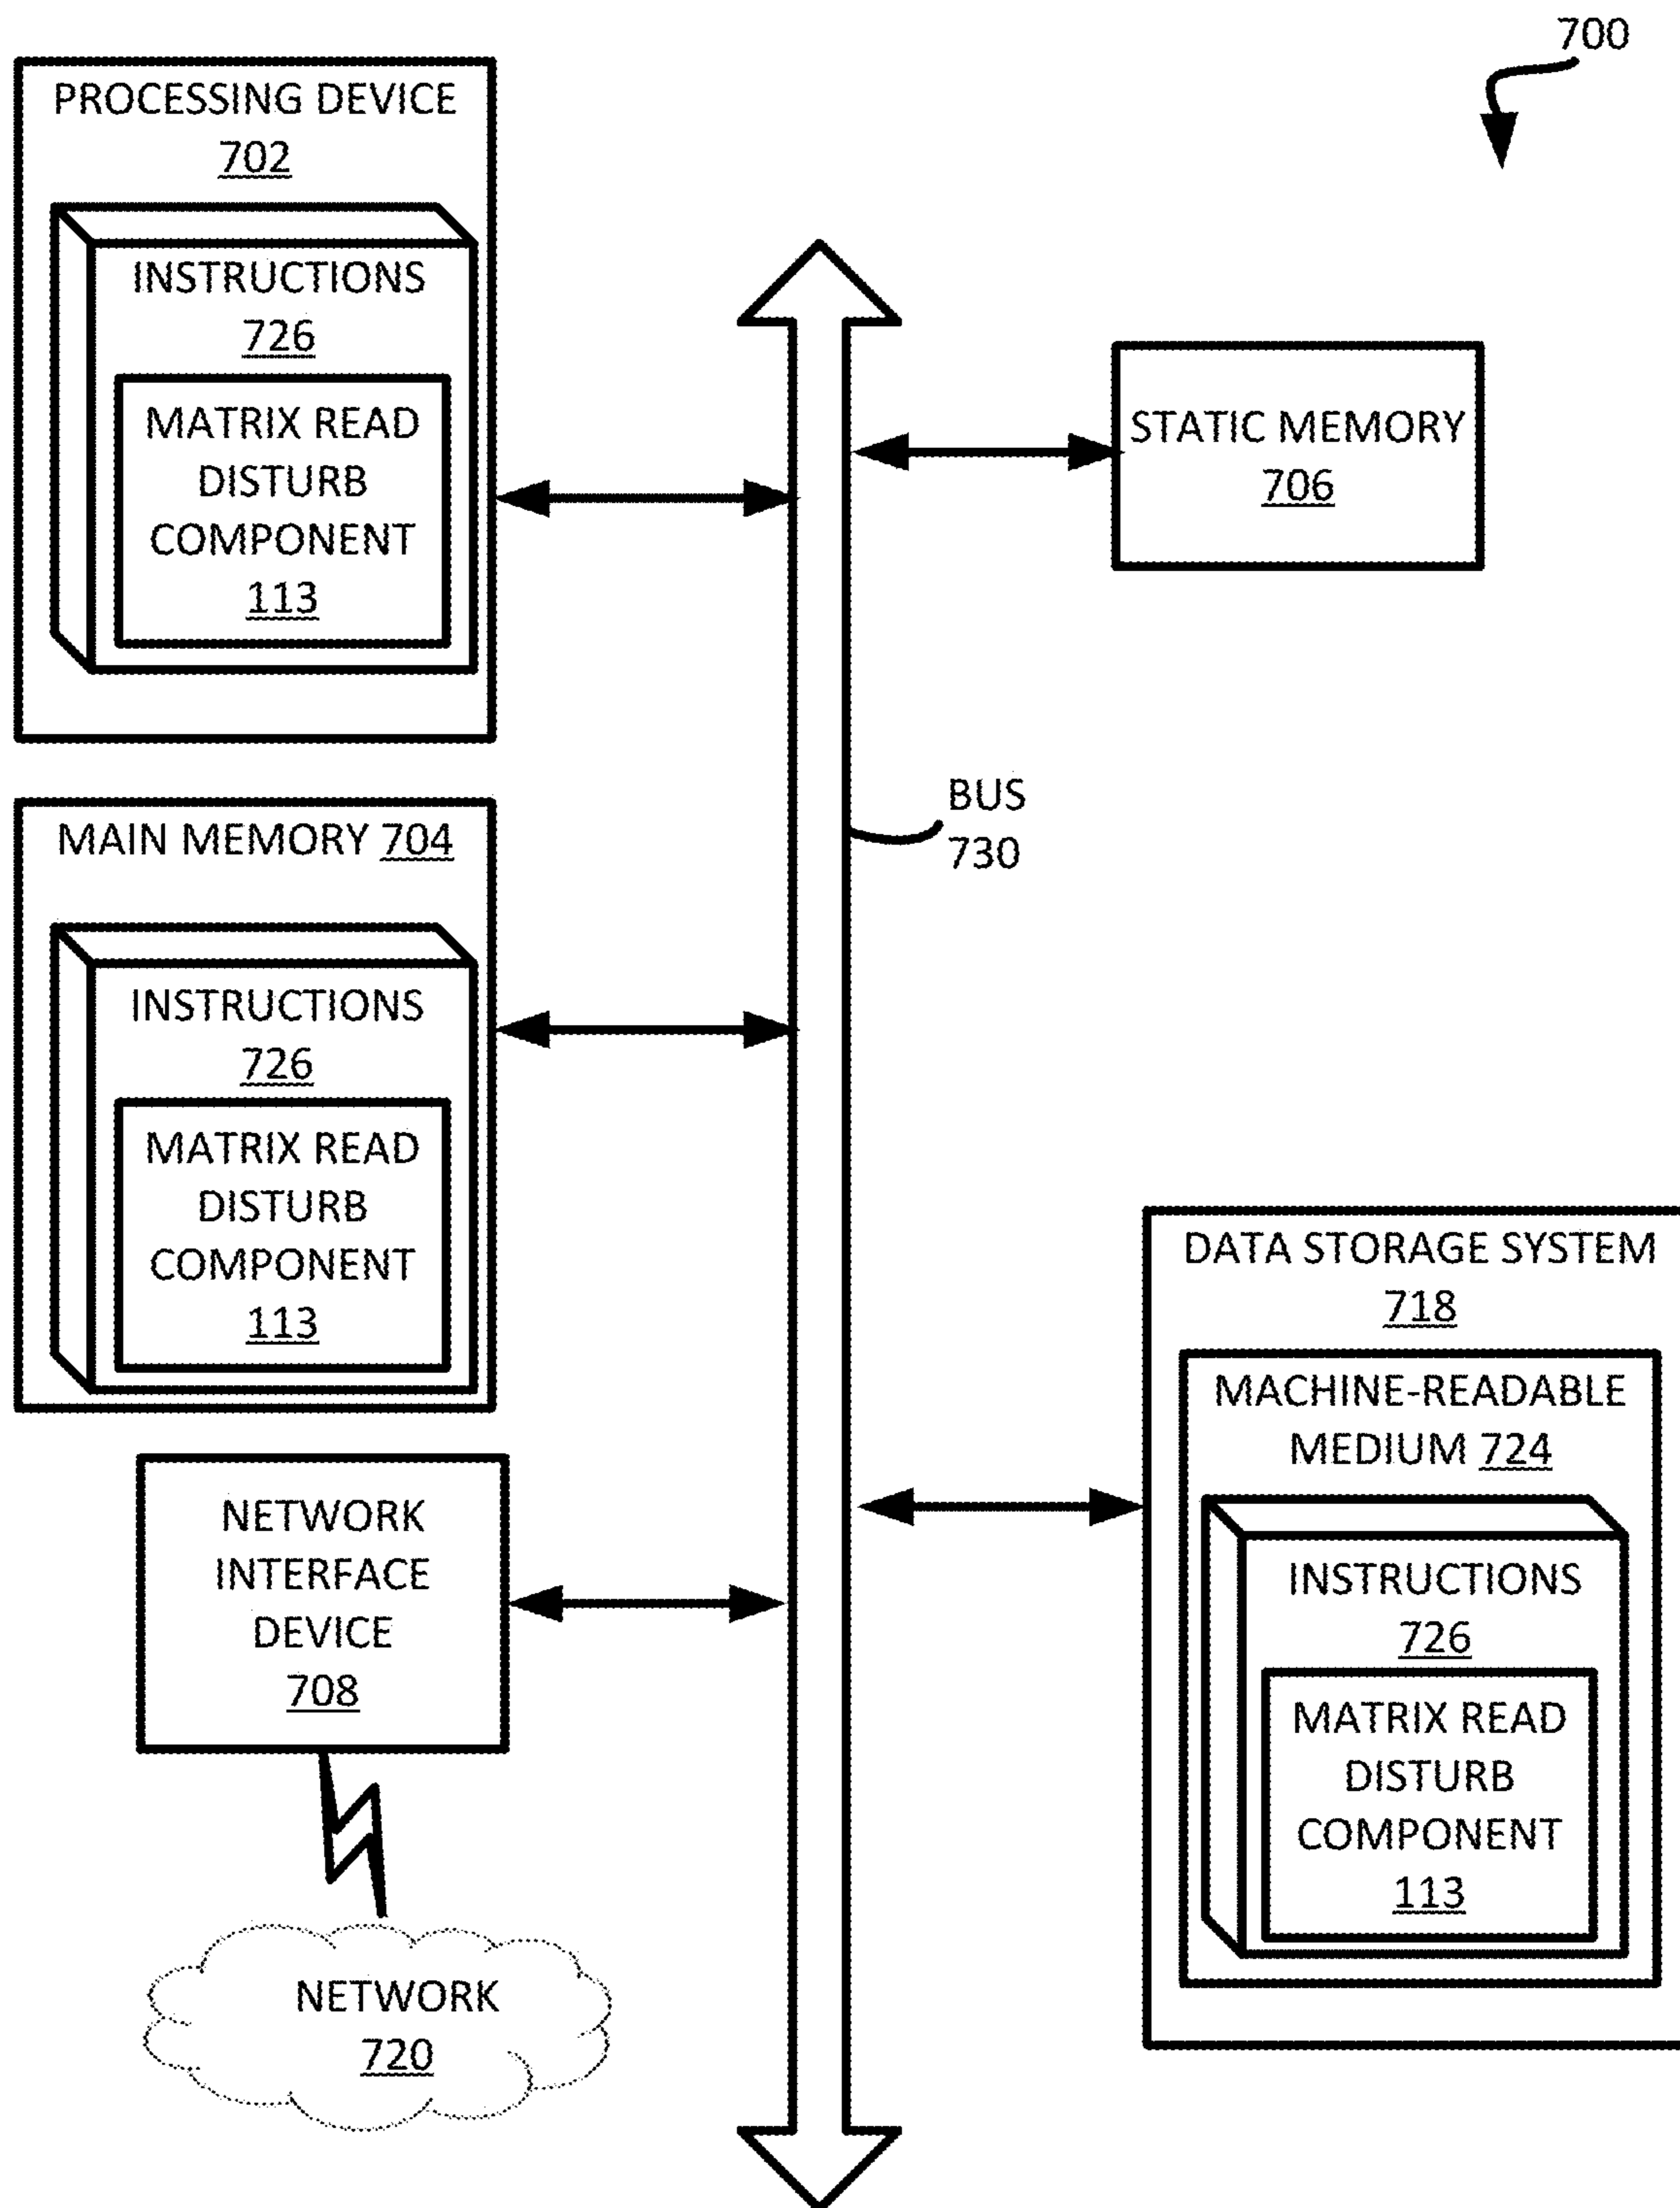 700
PROCESSING DEVICE
702
INSTRUCTIONS
726
MATRIX READ
DISTURB
COMPONENT
113
STATIC MEMORY
706
BUS
730
MAIN MEMORY 704
INSTRUCTIONS
726
MATRIX READ
DISTURB
COMPONENT
113
DATA STORAGE SYSTEM
718
MACHINE-READABLE
MEDIUM 724
INSTRUCTIONS
726
MATRIX READ
DISTURB
COMPONENT
113
NETWORK
INTERFACE
DEVICE
708
NETWORK
720